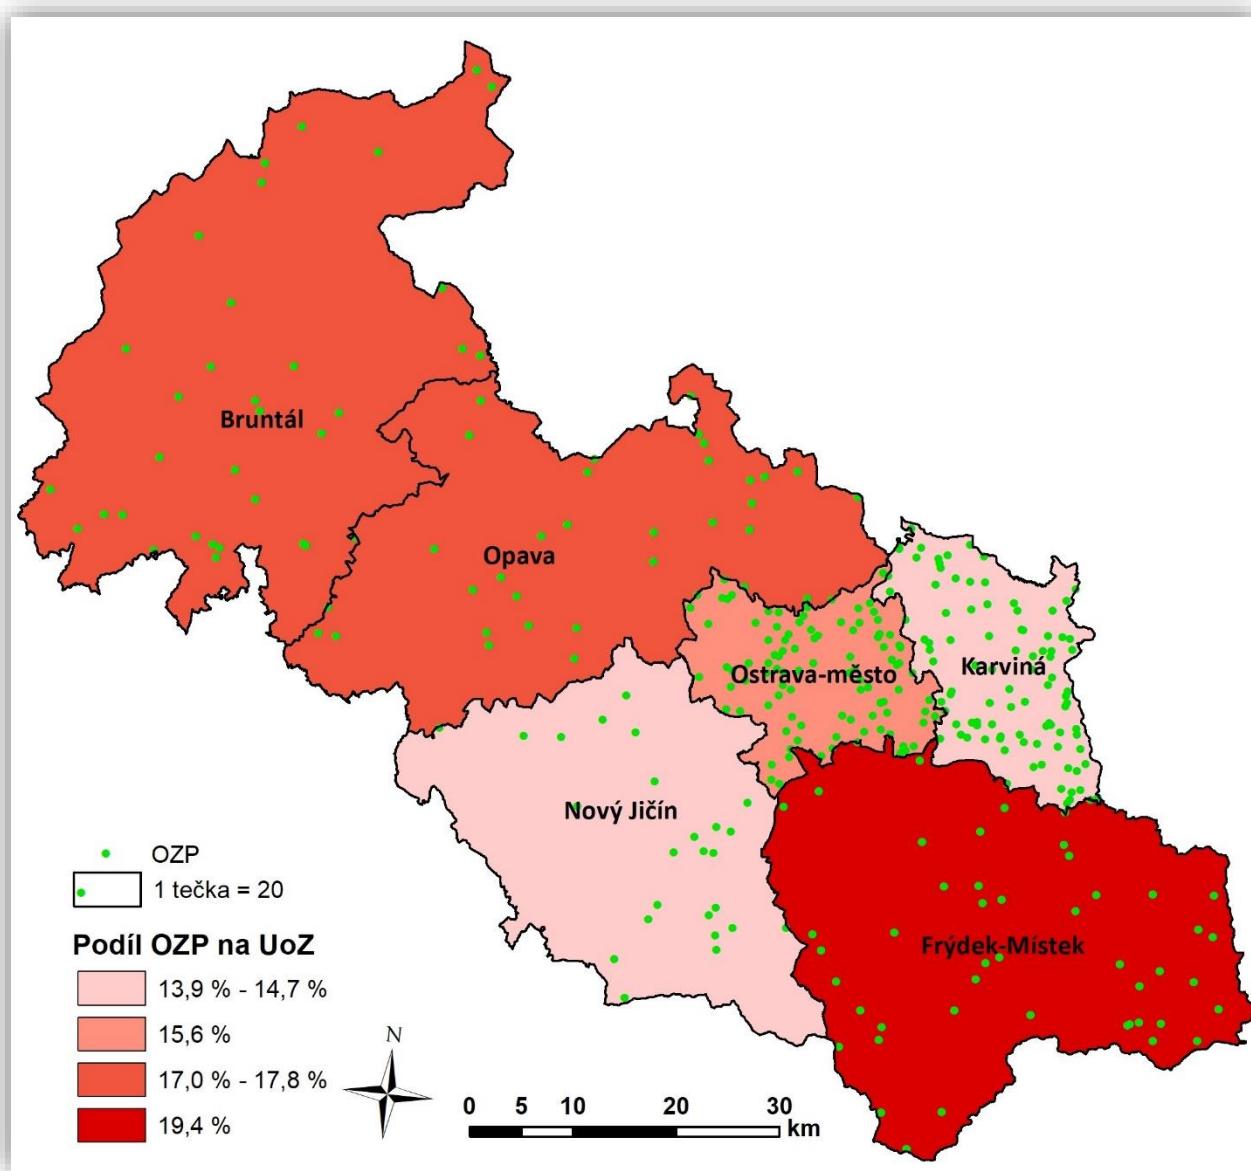 Bruntál
Opava
Ostrava-město
Karviná
Nový Jičín
Frýdek-Místek
OZP
1 tečka = 20
Podíl OZP na UoZ
13,9 % - 14,7 %
15,6 %
17,0 % - 17,8 %
19,4 %
N
0 5 10 20 30
km